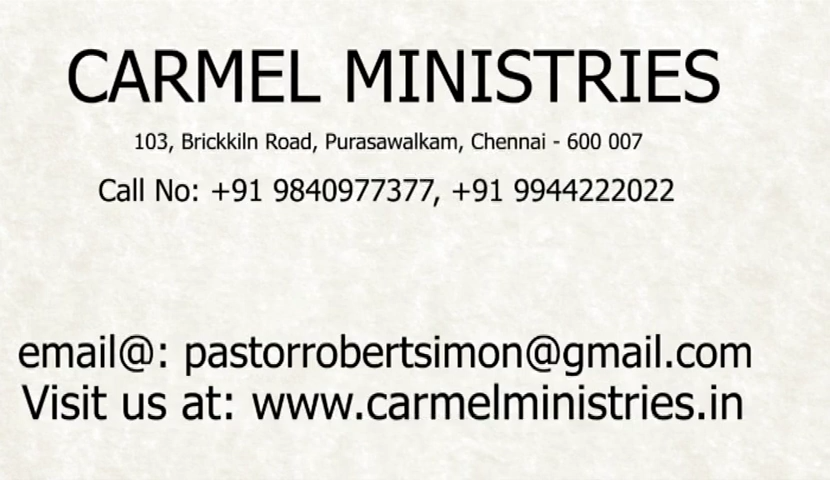 CARMEL MINISTRIES
103, Brickkiln Road, Purasawalkam, Chennai - 600 007
Call No: +91 9840977377, +91 9944222022
email@: pastorrobertsimon@gmail.com
Visit us at: www.carmelministries.in